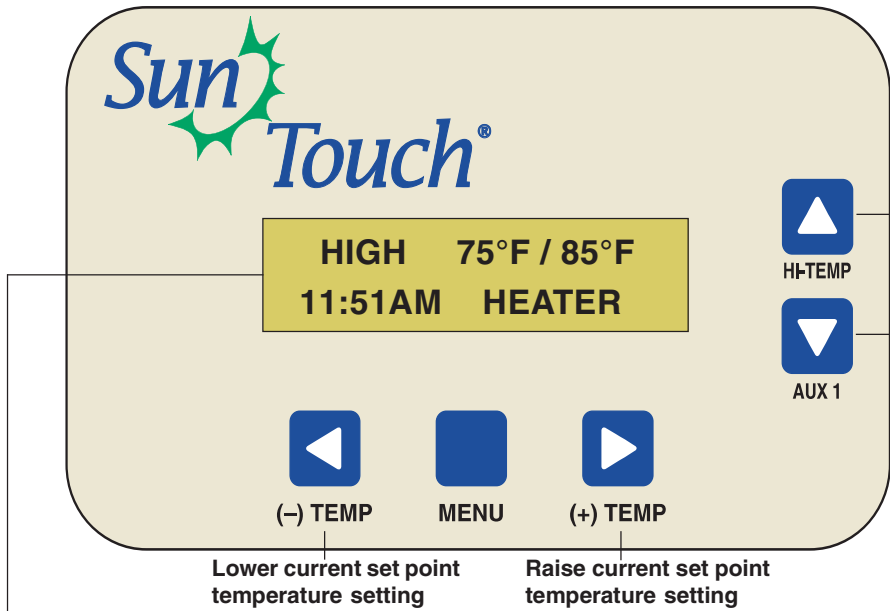 Sun
Touch®
HIGH 75°F / 85°F
11:51AM HEATER
HI-TEMP
AUX 1
(–) TEMP MENU (+) TEMP
Lower current set point
temperature setting
Raise current set point
temperature setting